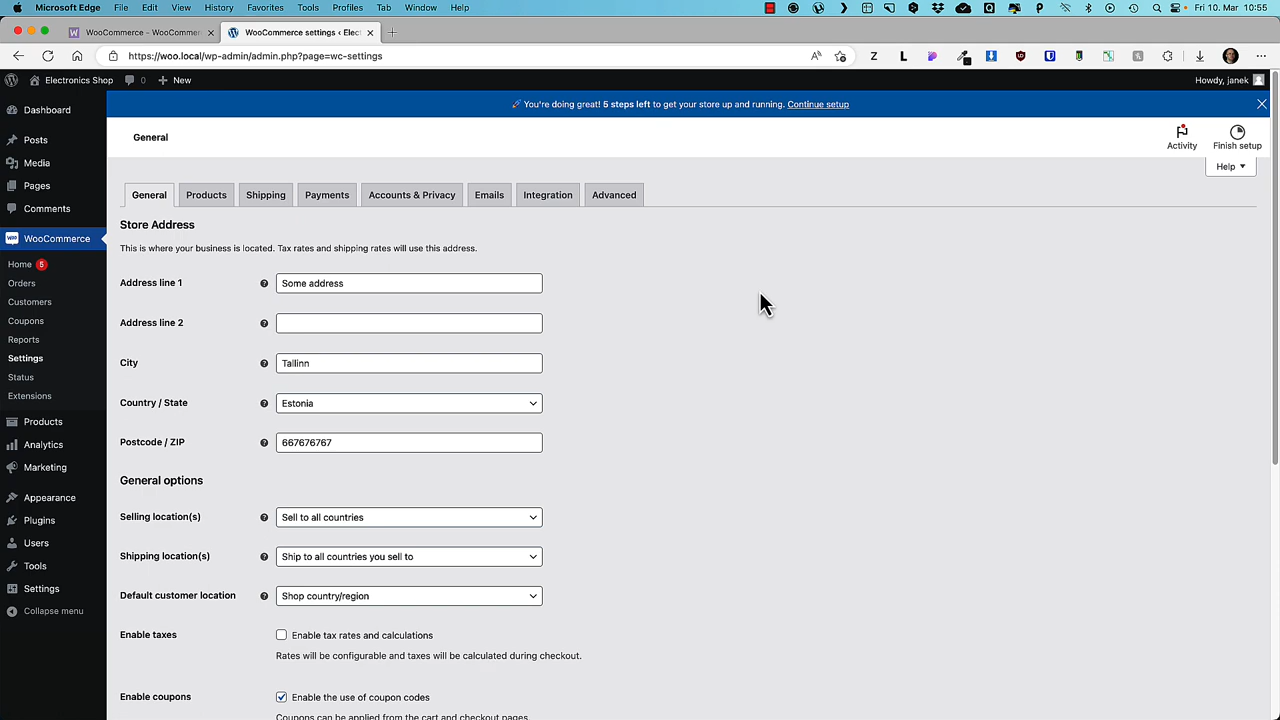 Microsoft Edge File Edit View History Favorites Tools Profiles Tab Window Help Fri 10. Mar 10:55
WooCommerce - WooCommer
WooCommerce settings ‹ Elect
https://woo.local/wp-admin/admin.php?page=wc-settings
Electronics Shop 0 New Howdy, janek
🚀 You're doing great! 5 steps left to get your store up and running. Continue setup
General
Activity
Finish setup
Help
General Products Shipping Payments Accounts & Privacy Emails Integration Advanced
Dashboard
Posts
Media
Pages
Comments
WooCommerce
Home 5
Orders
Customers
Coupons
Reports
Settings
Status
Extensions
Products
Analytics
Marketing
Appearance
Plugins
Users
Tools
Settings
Collapse menu
Store Address
This is where your business is located. Tax rates and shipping rates will use this address.
Address line 1 Some address
Address line 2
City Tallinn
Country / State Estonia
Postcode / ZIP 667676767
General options
Selling location(s) Sell to all countries
Shipping location(s) Ship to all countries you sell to
Default customer location Shop country/region
Enable taxes Enable tax rates and calculations
Rates will be configurable and taxes will be calculated during checkout.
Enable coupons Enable the use of coupon codes
Coupons can be applied from the cart and checkout pages.